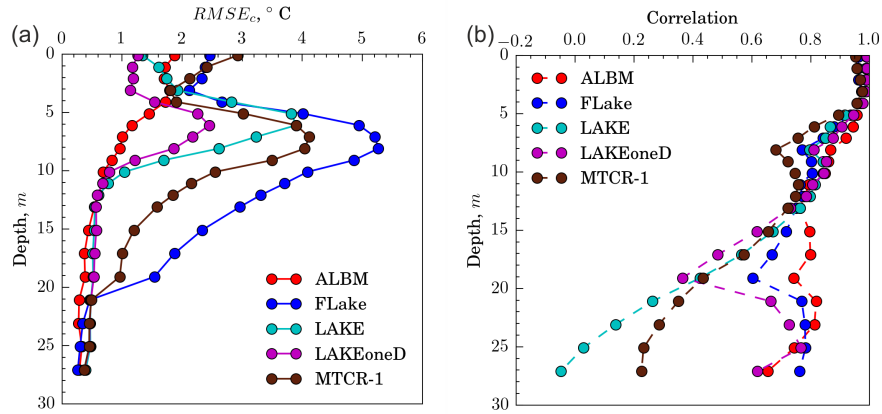 (a)
RMSE_c, ° C
0 1 2 3 4 5 6
0
5
10
15
20
25
30
Depth, m
ALBM
FLake
LAKE
LAKEoneD
MTCR-1
(b)
Correlation
−0.2 0.0 0.2 0.4 0.6 0.8 1.0
0
5
10
15
20
25
30
Depth, m
ALBM
FLake
LAKE
LAKEoneD
MTCR-1